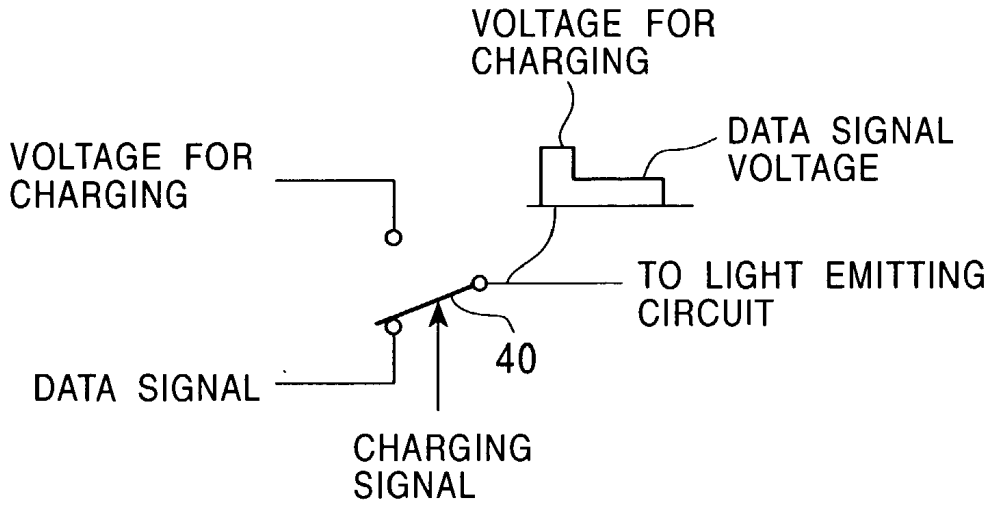 VOLTAGE FOR
CHARGING
DATA SIGNAL
VOLTAGE
VOLTAGE FOR
CHARGING
TO LIGHT EMITTING
CIRCUIT
40
DATA SIGNAL
CHARGING
SIGNAL